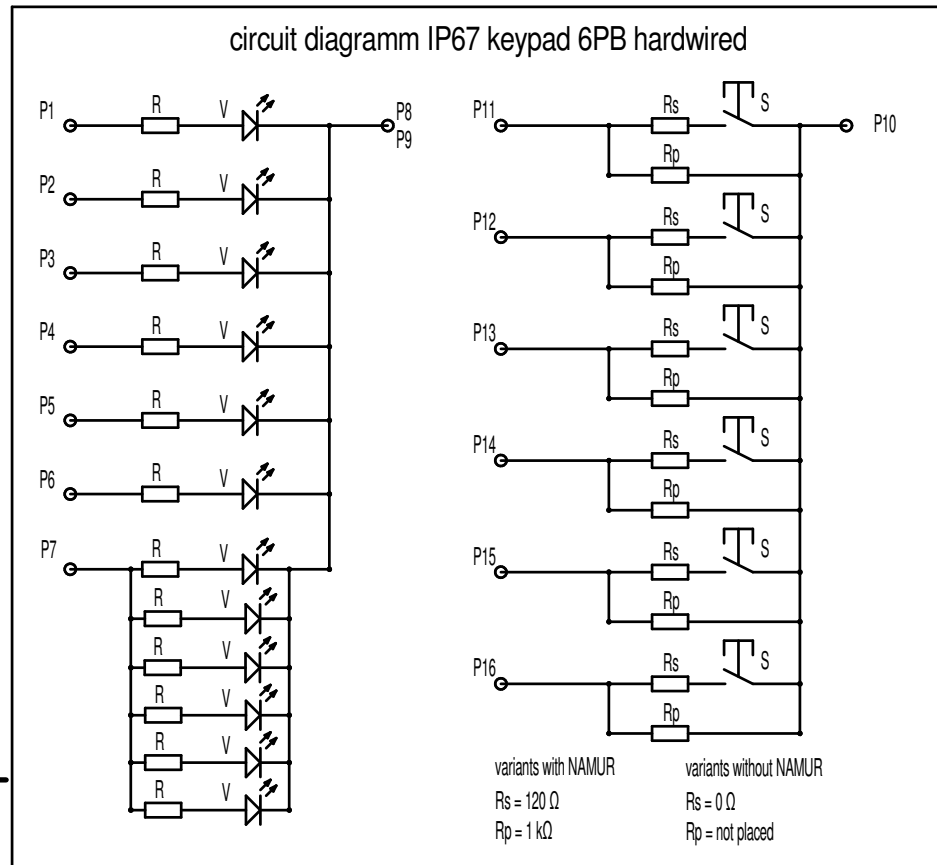 circuit diagramm IP67 keypad 6PB hardwired
P1 R V P8
P9
P2 R V
P3 R V
P4 R V
P5 R V
P6 R V
P7 R V
R V
R V
R V
R V
R V
P11 Rs S P10
Rp
P12 Rs S
Rp
P13 Rs S
Rp
P14 Rs S
Rp
P15 Rs S
Rp
P16 Rs S
Rp
variants with NAMUR
Rs = 120 Ω
Rp = 1 kΩ
variants without NAMUR
Rs = 0 Ω
Rp = not placed